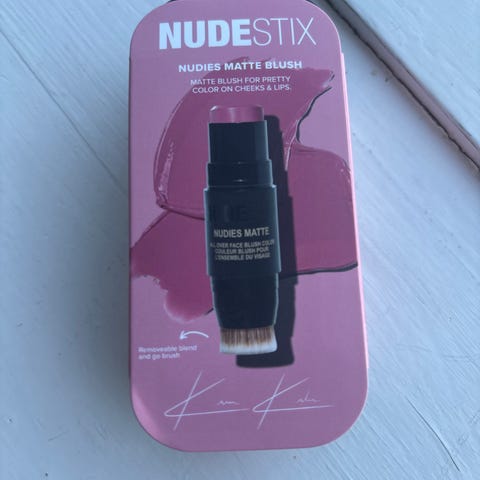 NUDESTIX
NUDIES MATTE BLUSH
MATTE BLUSH FOR PRETTY
COLOR ON CHEEKS & LIPS.
NUDIES MATTE
ALL OVER FACE BLUSH COLOR
COULEUR BLUSH POUR
L'ENSEMBLE DU VISAGE
Removeable blend
and go brush